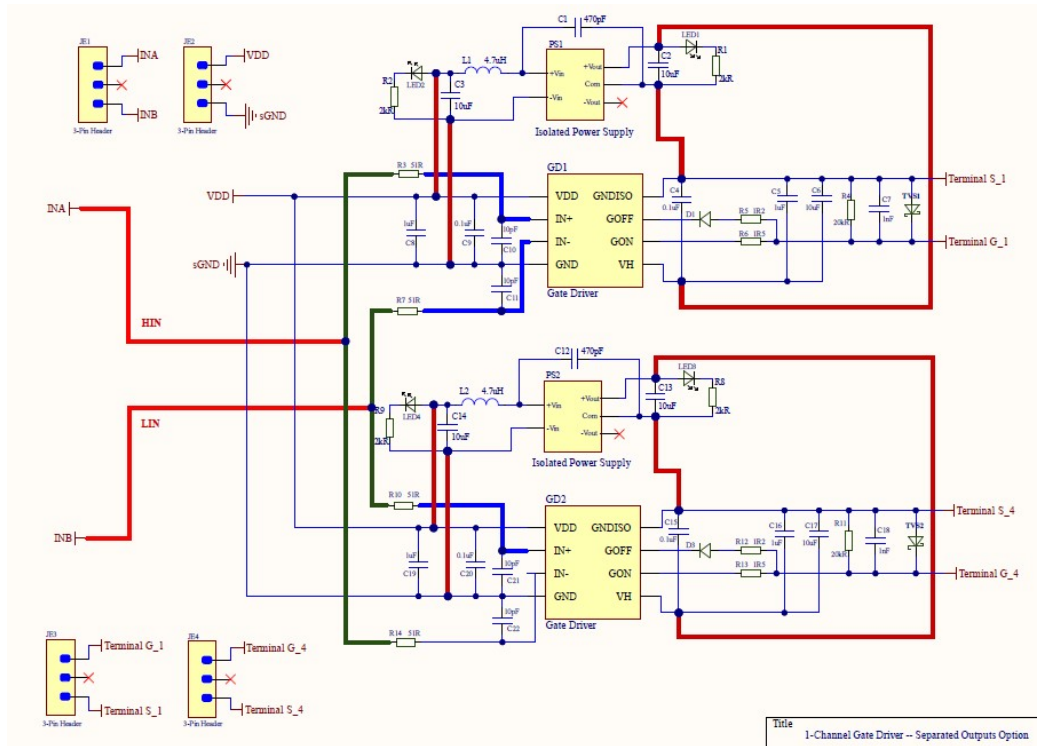 C1
470pF
JE1
JE2
PS1
LED1
R1
INA
VDD
L1
4.7uH
+Vout
C2
R2
LED2
+Vin
Com
10uF
2kR
C3
-Vin
-Vout
INB
sGND
2kR
10uF
3-Pin Header
3-Pin Header
Isolated Power Supply
R3 51R
GD1
VDD
VDD
GNDISO
C4
C5
C6
R4
C7
TVS1
Terminal S_1
INA
1uF
0.1uF
10pF
IN+
GOFF
0.1uF
D1
R5 1R2
1uF
10uF
20kR
1nF
C8
C9
C10
IN-
GON
R6 1R5
Terminal G_1
sGND
GND
VH
10pF
C11
Gate Driver
R7 51R
HIN
C12
470pF
PS2
LED3
R8
L2
4.7uH
+Vout
C13
R9
LED4
+Vin
Com
10uF
2kR
LIN
C14
-Vin
-Vout
2kR
10uF
Isolated Power Supply
R10 51R
GD2
VDD
GNDISO
C15
C16
C17
R11
C18
TVS2
Terminal S_4
INB
1uF
0.1uF
10pF
IN+
GOFF
0.1uF
D3
R12 1R2
1uF
10uF
20kR
1nF
C19
C20
C21
IN-
GON
R13 1R5
Terminal G_4
GND
VH
10pF
C22
Gate Driver
R14 51R
JE3
JE4
Terminal G_1
Terminal G_4
Terminal S_1
Terminal S_4
3-Pin Header
3-Pin Header
Title
1-Channel Gate Driver -- Separated Outputs Option